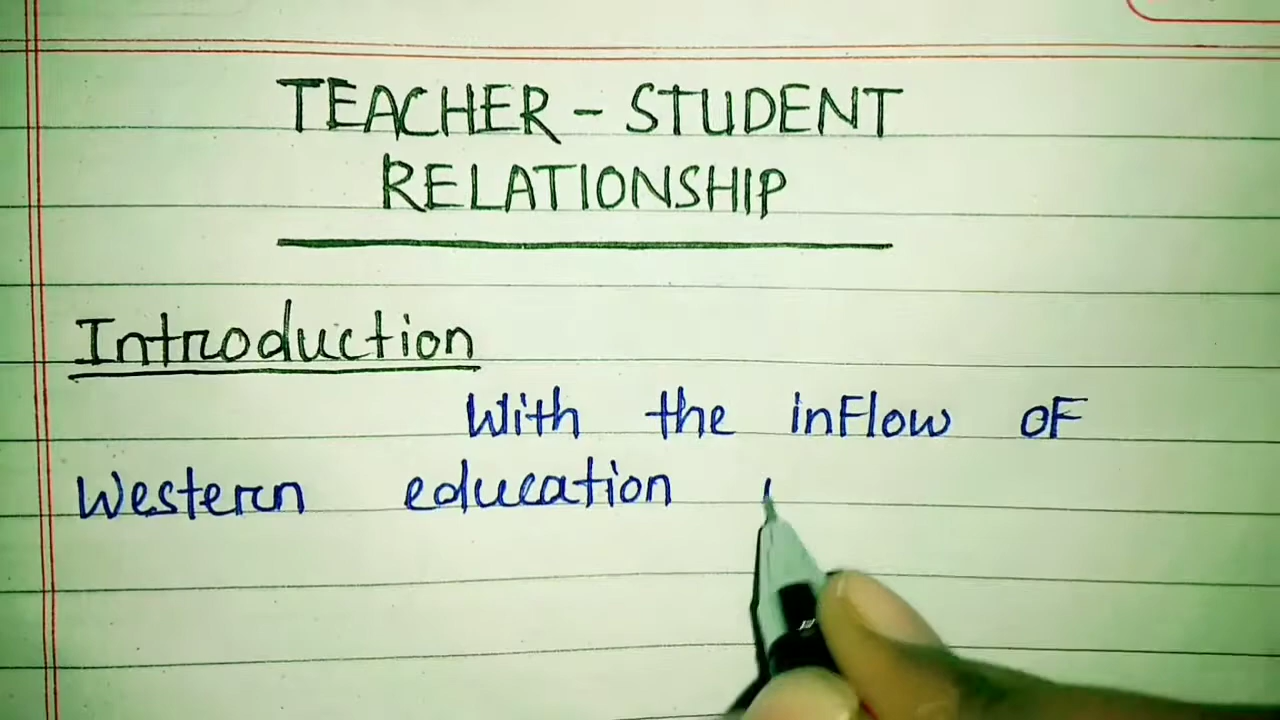 TEACHER - STUDENT
RELATIONSHIP
Introduction
With the inFlow oF
Western education